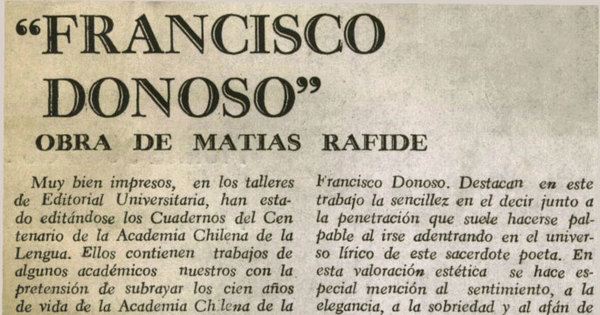 “FRANCISCO
DONOSO”
OBRA DE MATIAS RAFIDE
Muy bien impresos, en los talleres
de Editorial Universitaria, han esta-
do editándose los Cuadernos del Cen
tenario de la Academia Chilena de la
Lengua. Ellos contienen trabajos de
algunos académicos nuestros con la
pretensión de subrayar los cien años
de vida de la Academia Chilena de la
Francisco Donoso. Destacan en este
trabajo la sencillez en el decir junto a
la penetración que suele hacerse pal-
pable al irse adentrando en el univer-
so lírico de este sacerdote poeta. En
esta valoración estética se hace es-
pecial mención al sentimiento, a la
elegancia, a la sobriedad y al afán de